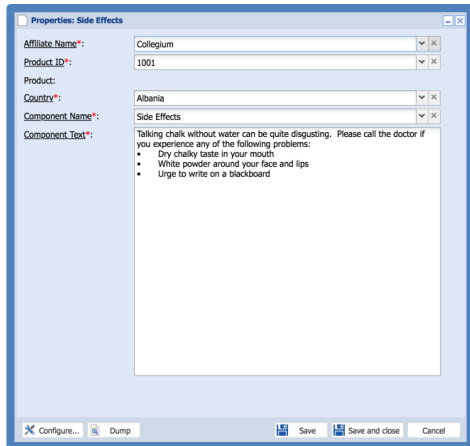 Properties: Side Effects
Affiliate Name*:
Collegium
Product ID*:
1001
Product:
Country*:
Albania
Component Name*:
Side Effects
Component Text*:
Talking chalk without water can be quite disgusting.  Please call the doctor if
you experience any of the following problems:
•	Dry chalky taste in your mouth
•	White powder around your face and lips
•	Urge to write on a blackboard
Configure...	Dump	Save	Save and close	Cancel